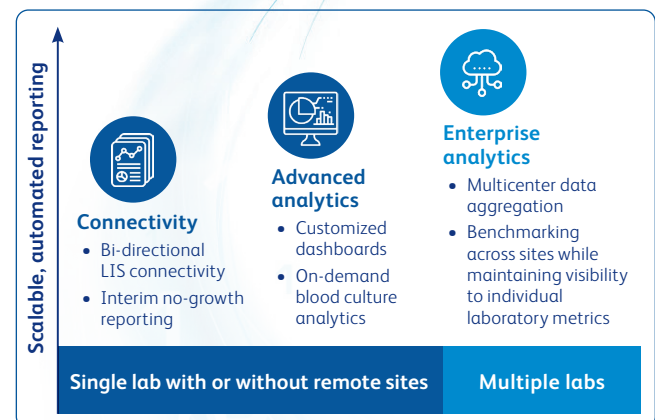 Scalable, automated reporting
Connectivity
• Bi-directional
LIS connectivity
• Interim no-growth
reporting
Advanced
analytics
• Customized
dashboards
• On-demand
blood culture
analytics
Enterprise
analytics
• Multicenter data
aggregation
• Benchmarking
across sites while
maintaining visibility
to individual
laboratory metrics
Single lab with or without remote sites
Multiple labs